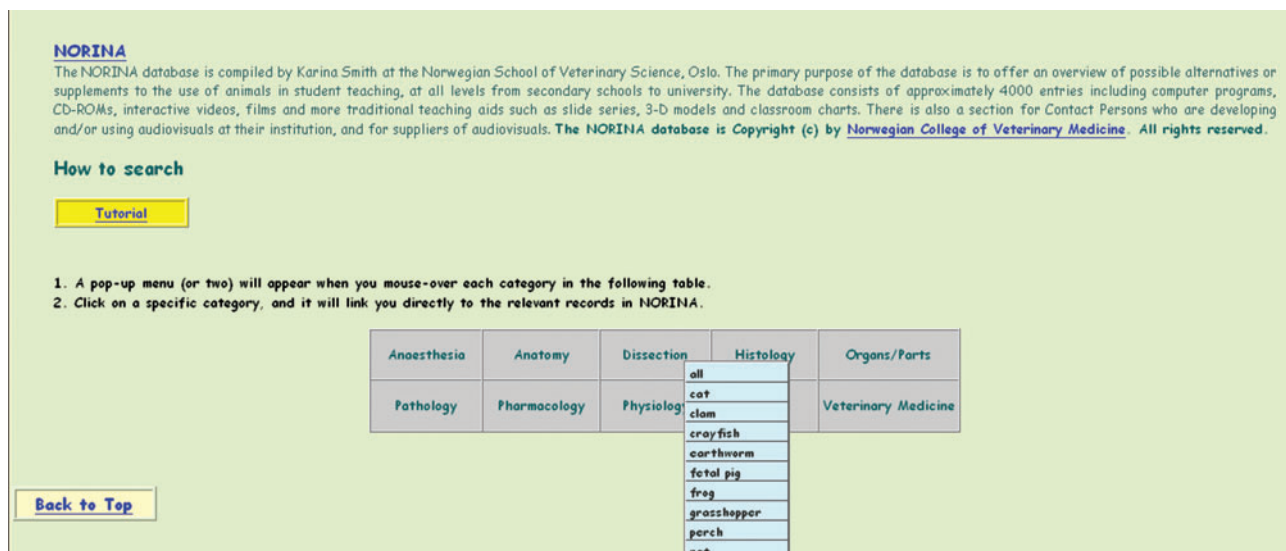 NORINA
The NORINA database is compiled by Karina Smith at the Norwegian School of Veterinary Science, Oslo. The primary purpose of the database is to offer an overview of possible alternatives or
supplements to the use of animals in student teaching, at all levels from secondary schools to university. The database consists of approximately 4000 entries including computer programs,
CD-ROMs, interactive videos, films and more traditional teaching aids such as slide series, 3-D models and classroom charts. There is also a section for Contact Persons who are developing
and/or using audiovisuals at their institution, and for suppliers of audiovisuals. The NORINA database is Copyright (c) by Norwegian College of Veterinary Medicine. All rights reserved.
How to search
Tutorial
1. A pop-up menu (or two) will appear when you mouse-over each category in the following table.
2. Click on a specific category, and it will link you directly to the relevant records in NORINA.
Anaesthesia Anatomy Dissection Histology Organs/Parts
Pathology Pharmacology Physiology Veterinary Medicine
all
cat
clam
crayfish
earthworm
fetal pig
frog
grasshopper
perch
Back to Top